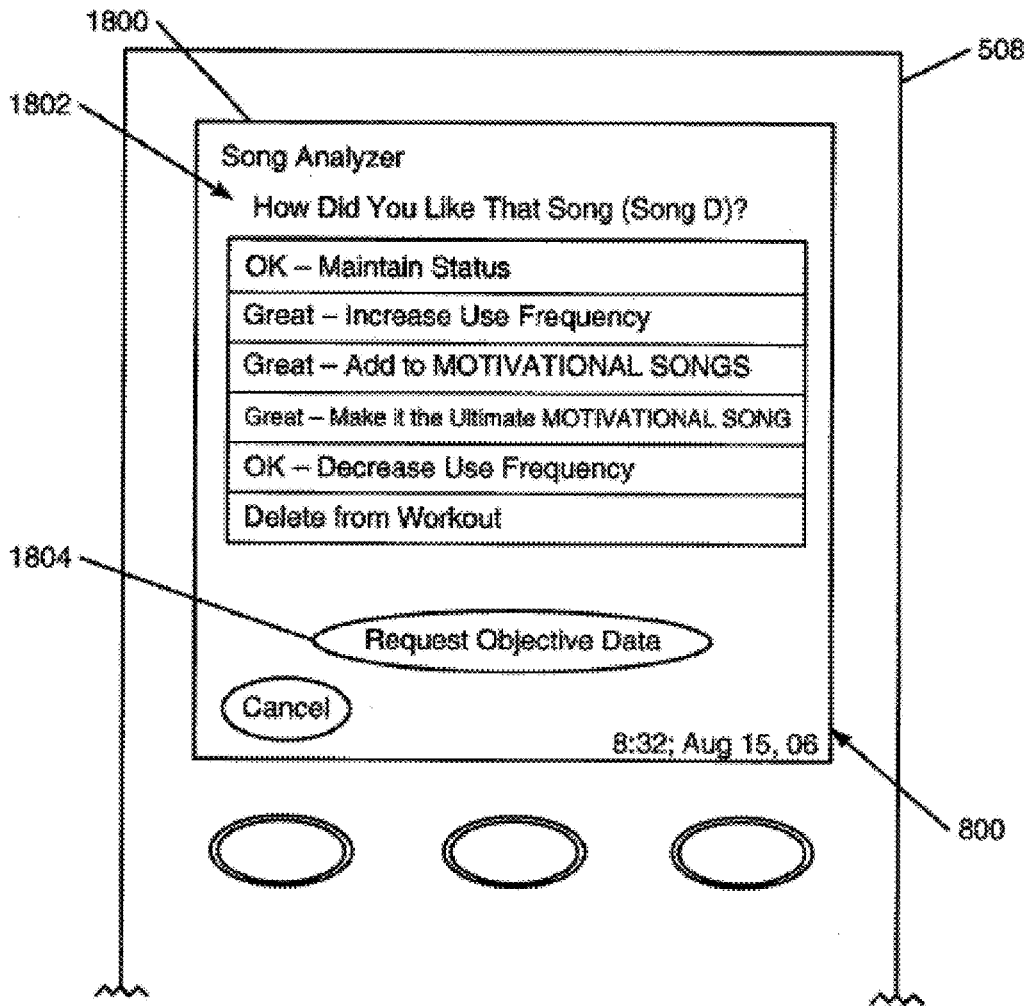 1800
508
1802
Song Analyzer
How Did You Like That Song (Song D)?
OK – Maintain Status
Great – Increase Use Frequency
Great – Add to MOTIVATIONAL SONGS
Great – Make it the Ultimate MOTIVATIONAL SONG
OK – Decrease Use Frequency
Delete from Workout
1804
Request Objective Data
Cancel
8:32; Aug 15, 06
800